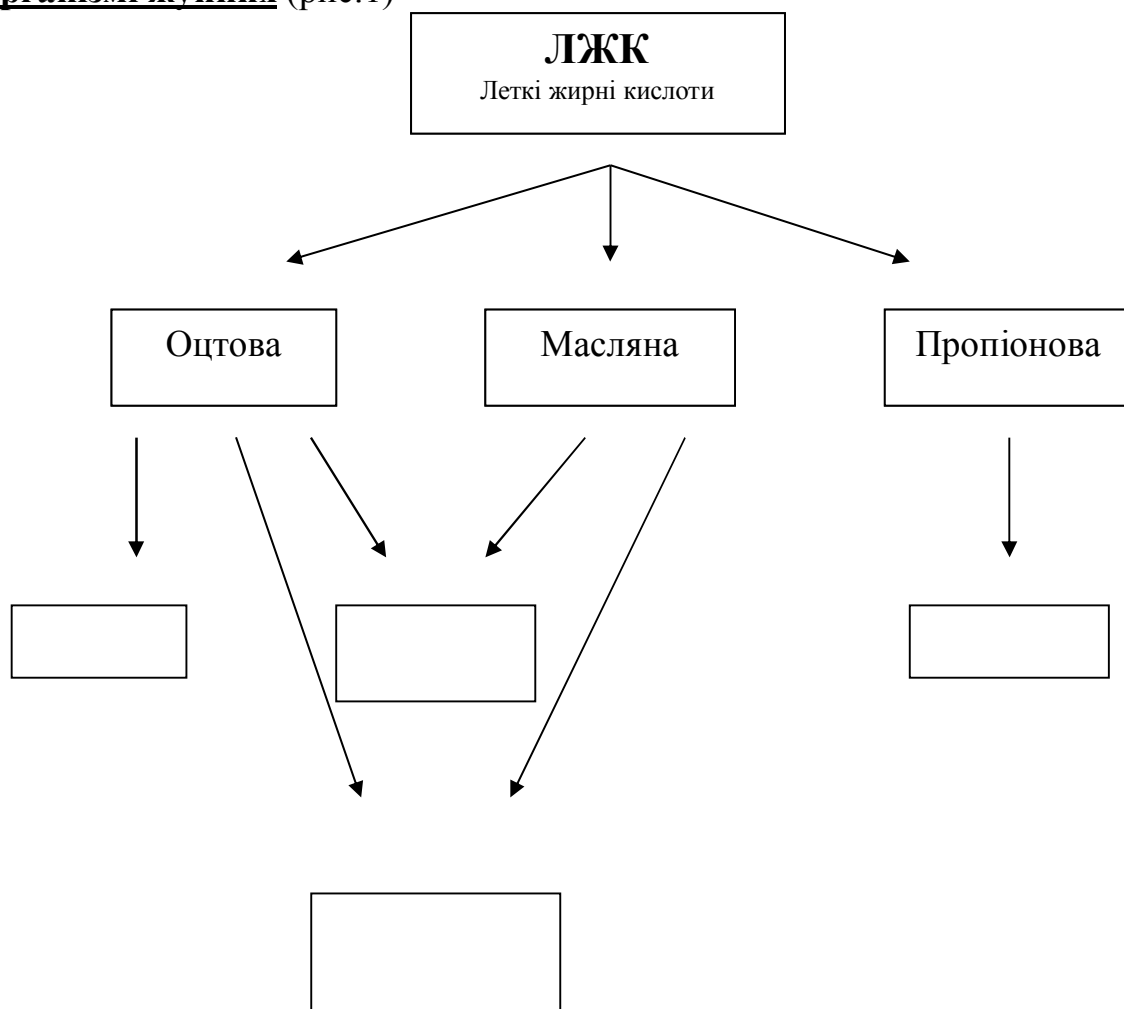 (рис.1)
ЛЖК
Леткі жирні кислоти
Оцтова
Масляна
Пропіонова